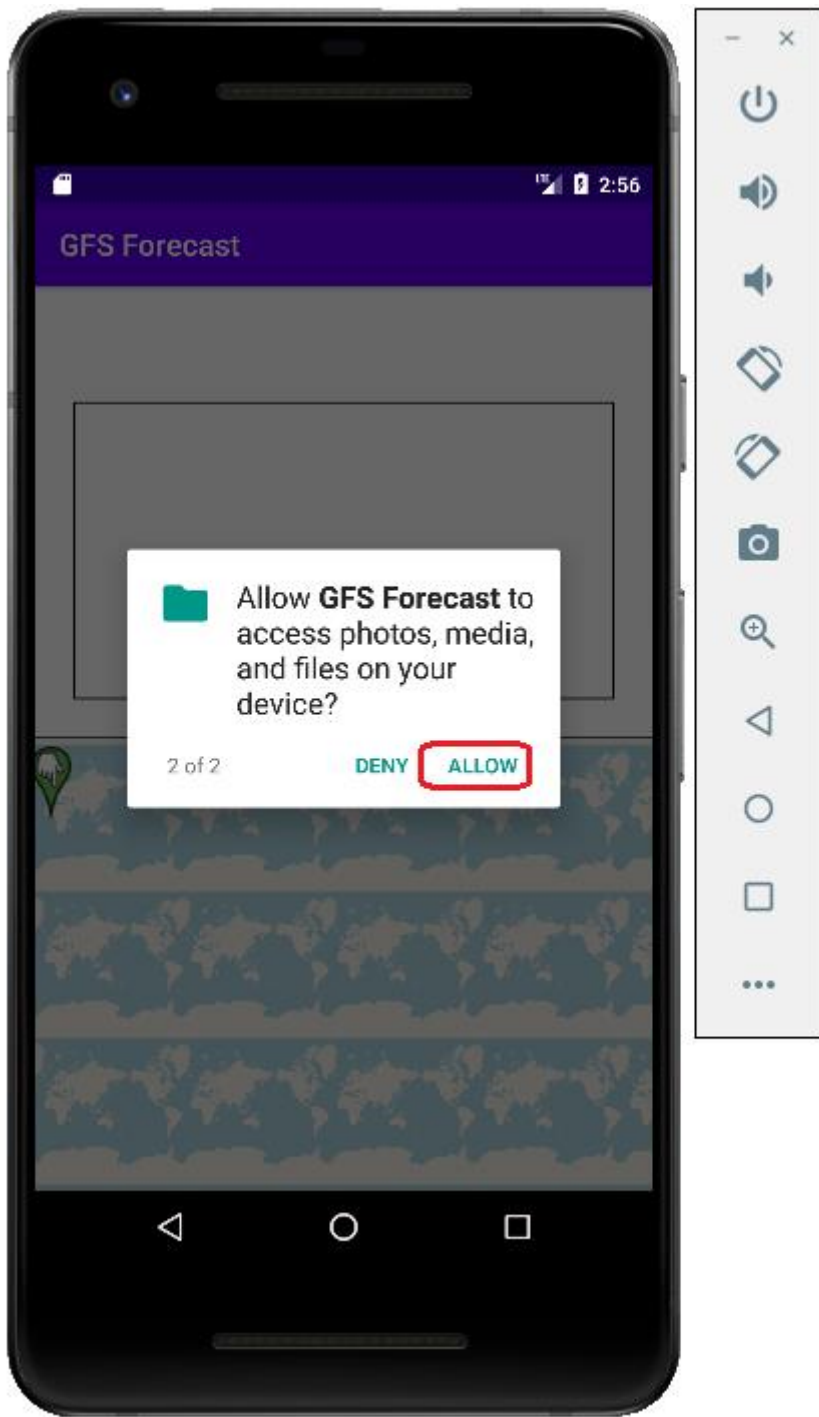 LTE 2:56
GFS Forecast
Allow GFS Forecast to
access photos, media,
and files on your
device?
2 of 2 DENY ALLOW